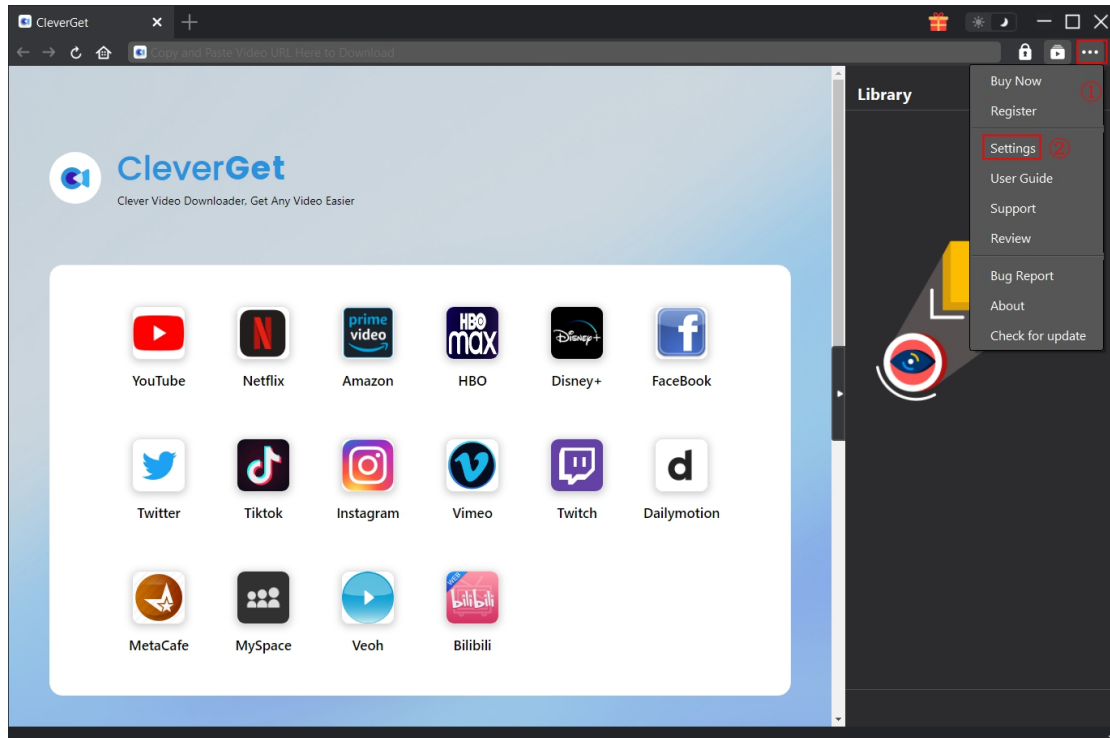 CleverGet
Copy and Paste Video URL Here to Download
Library
Buy Now
①
Register
Settings ②
User Guide
Support
Review
Bug Report
About
Check for update
CleverGet
Clever Video Downloader. Get Any Video Easier
prime video
HBO max
Disney+
YouTube Netflix Amazon HBO Disney+ FaceBook
Twitter Tiktok Instagram Vimeo Twitch Dailymotion
WEB
bilibili
MetaCafe MySpace Veoh Bilibili